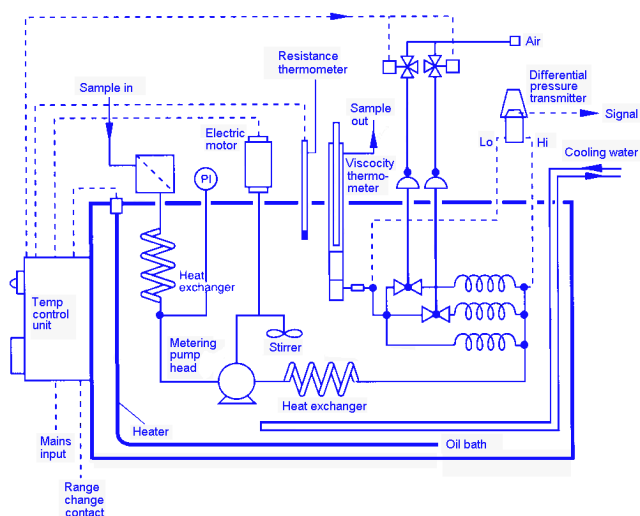 Air
Resistance
thermometer
Differential
pressure
transmitter
Sample in
Sample
out
Signal
Electric
motor
Lo
Hi
Cooling water
Viscocity
thermo-
meter
PI
Heat
exchanger
Temp
control
unit
Metering
pump
head
Stirrer
Heat exchanger
Heater
Mains
input
Oil bath
Range
change
contact